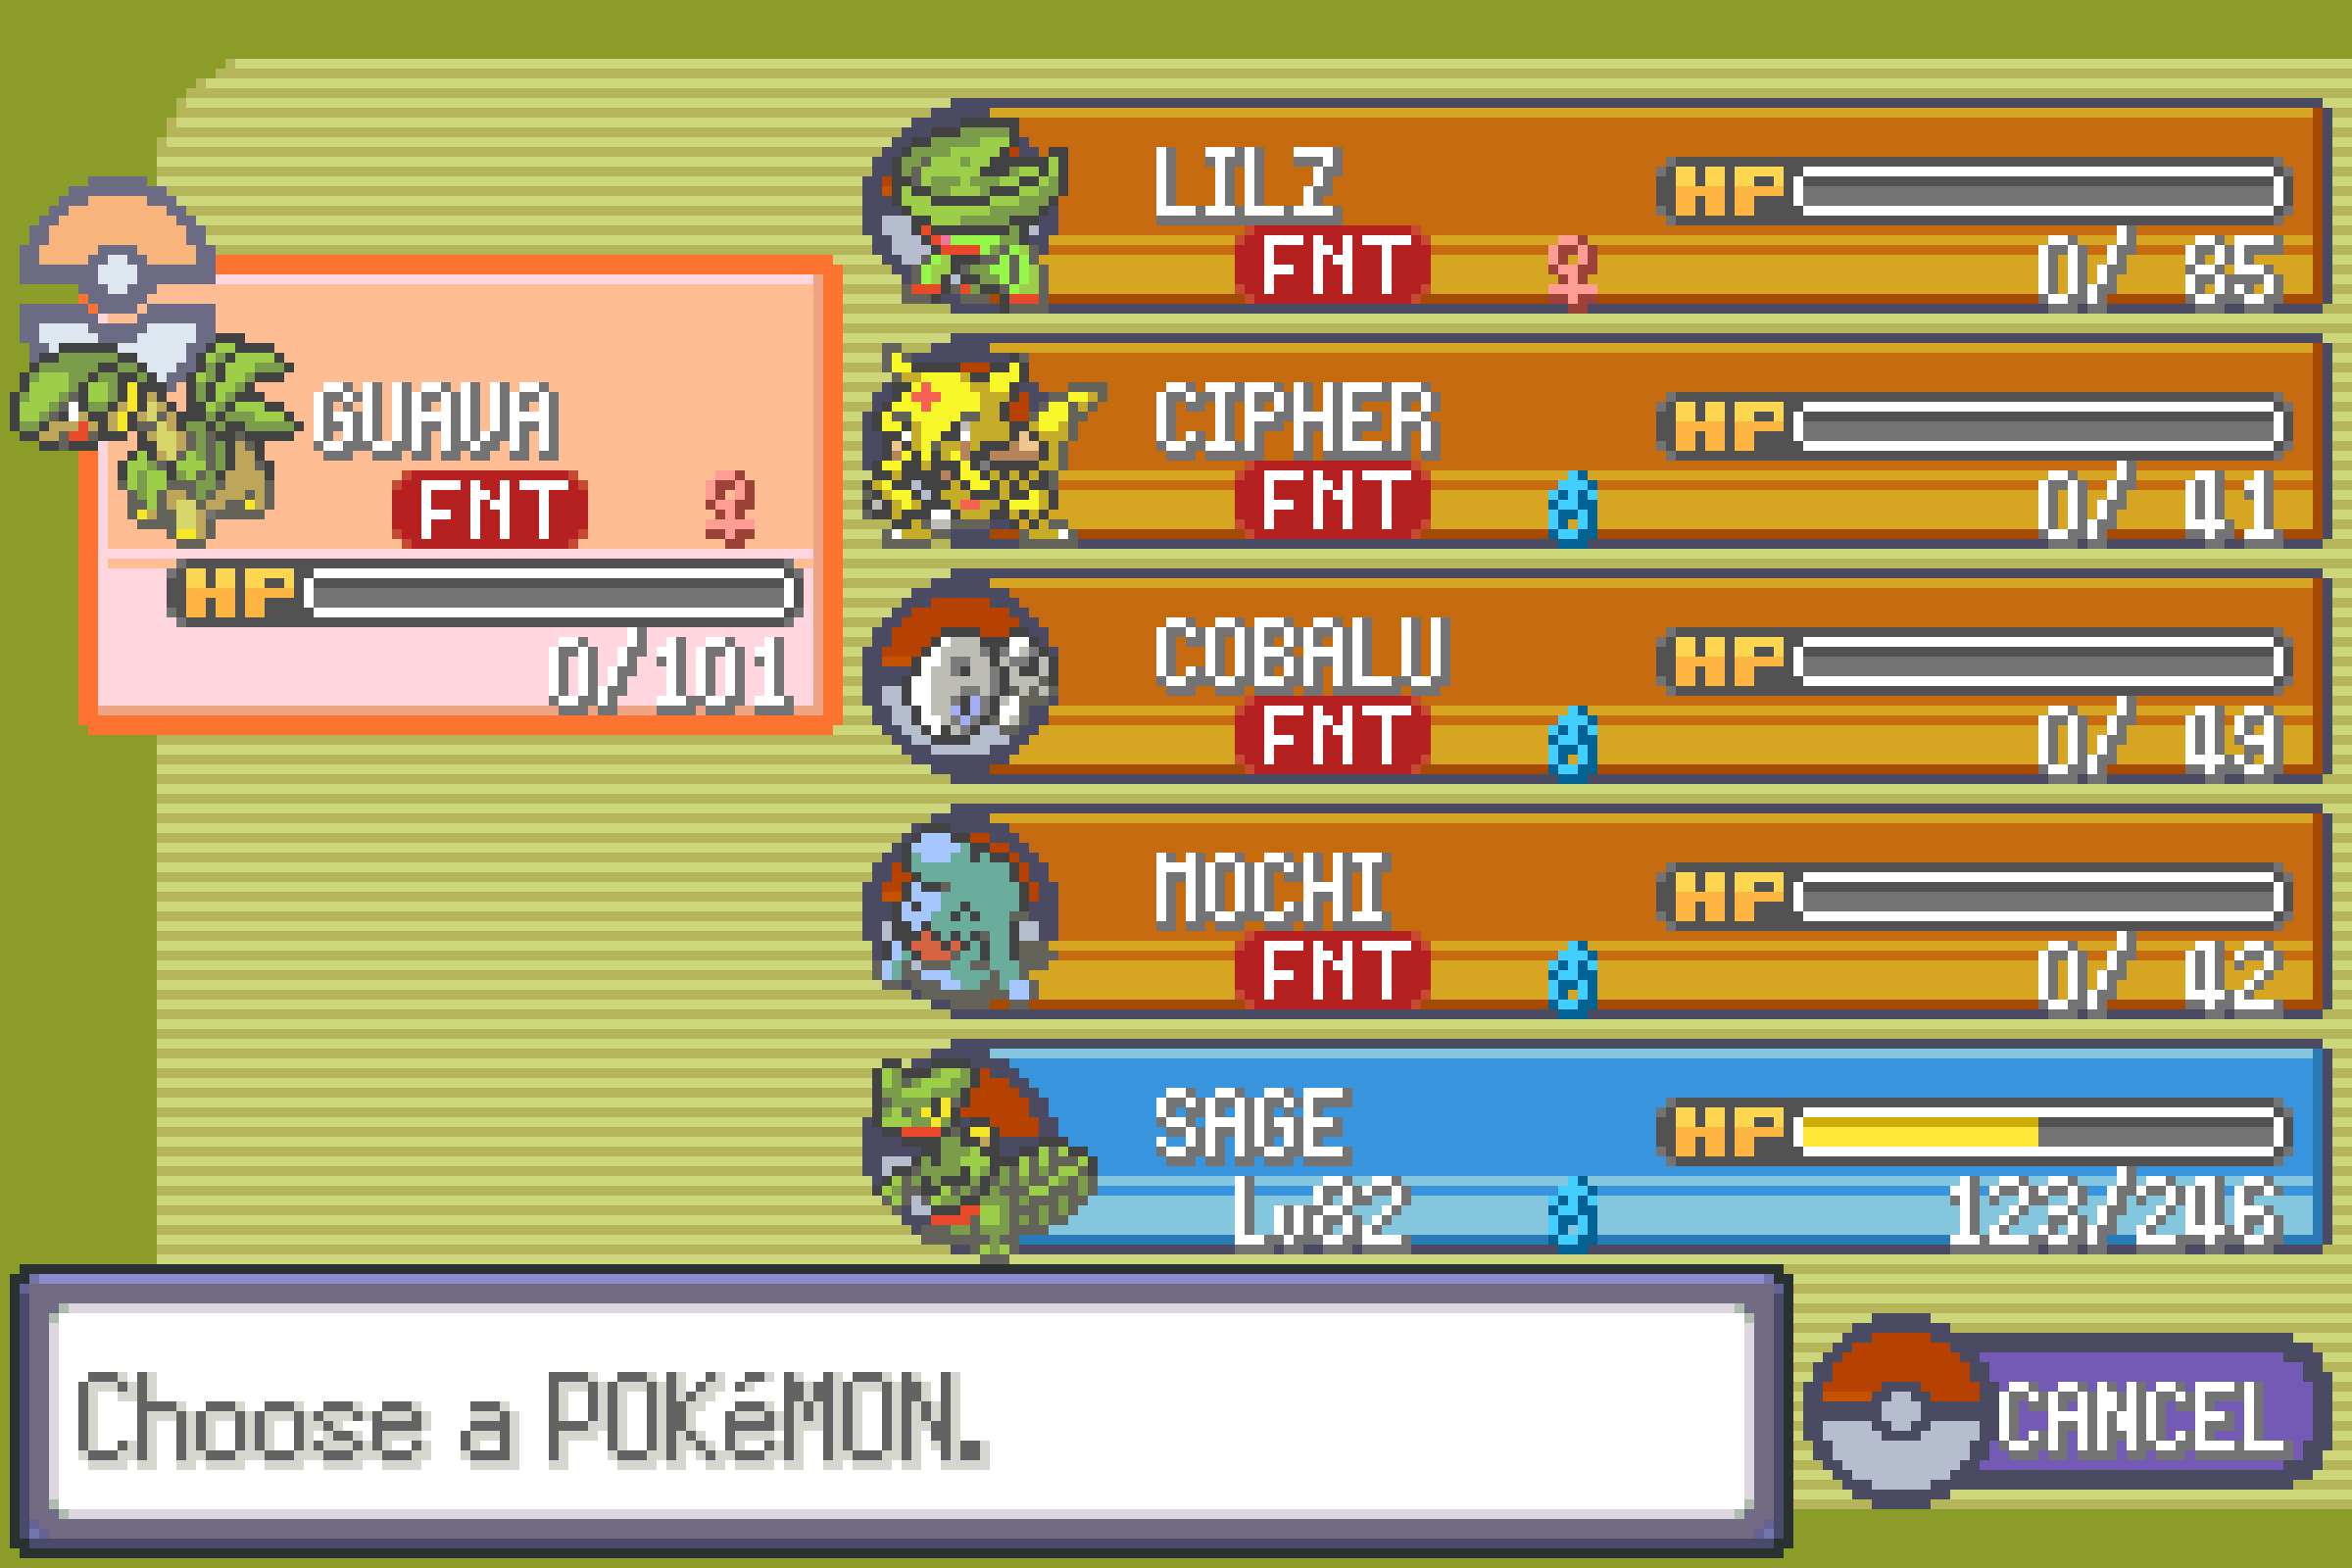 GUAVA
FNT ♀
HP
0/101
LILZ
HP
FNT ♀
0/ 85
CIPHER
HP
FNT ♂
0/ 41
COBALU
HP
FNT ♂
0/ 49
MOCHI
HP
FNT ♂
0/ 42
SAGE
HP
Lv82 ♂
123/246
Choose a POKéMON.
CANCEL